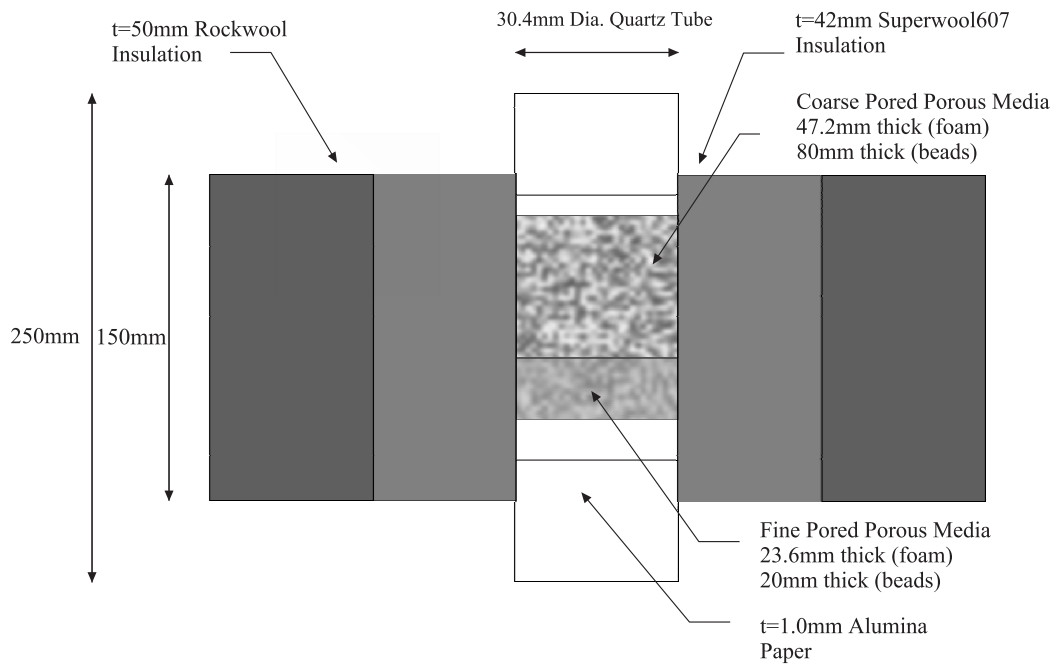 t=50mm Rockwool
Insulation
30.4mm Dia. Quartz Tube
t=42mm Superwool607
Insulation
Coarse Pored Porous Media
47.2mm thick (foam)
80mm thick (beads)
250mm
150mm
Fine Pored Porous Media
23.6mm thick (foam)
20mm thick (beads)
t=1.0mm Alumina
Paper